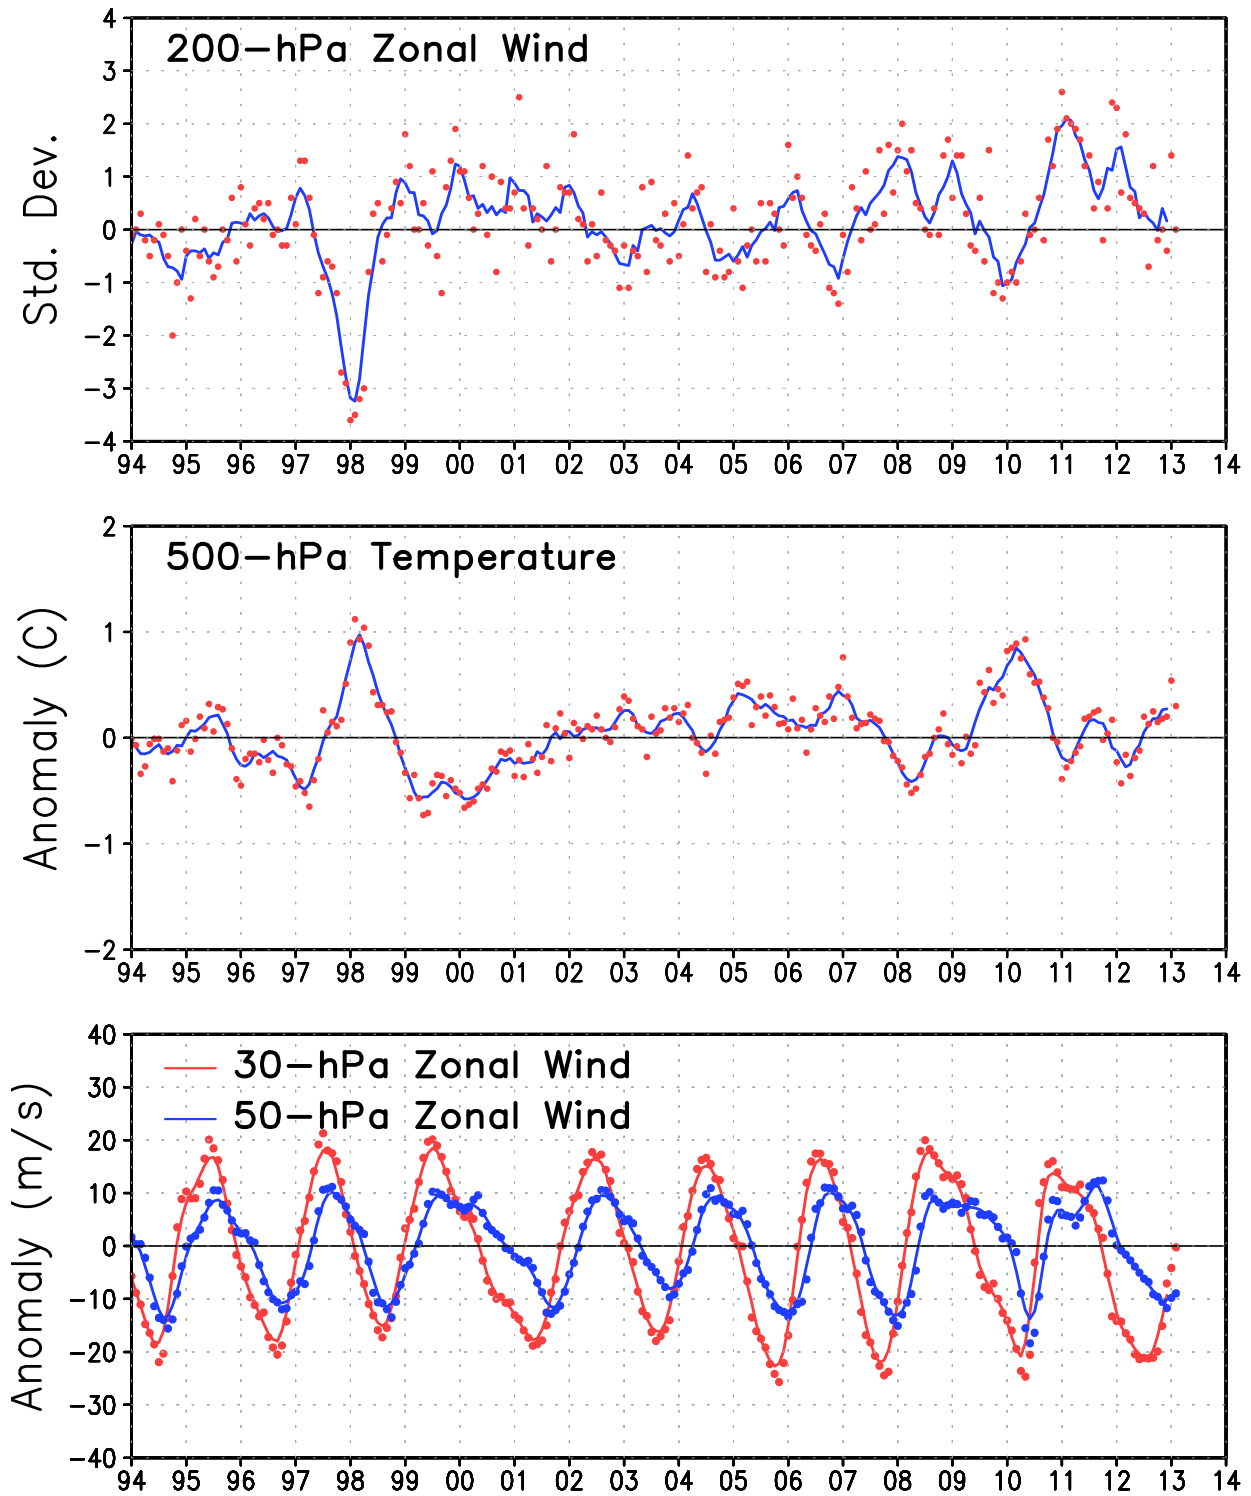 200-hPa Zonal Wind
Std. Dev.
4
3
2
1
0
-1
-2
-3
-4
94 95 96 97 98 99 00 01 02 03 04 05 06 07 08 09 10 11 12 13 14
500-hPa Temperature
Anomaly (C)
2
1
0
-1
-2
94 95 96 97 98 99 00 01 02 03 04 05 06 07 08 09 10 11 12 13 14
30-hPa Zonal Wind
50-hPa Zonal Wind
Anomaly (m/s)
40
30
20
10
0
-10
-20
-30
-40
94 95 96 97 98 99 00 01 02 03 04 05 06 07 08 09 10 11 12 13 14